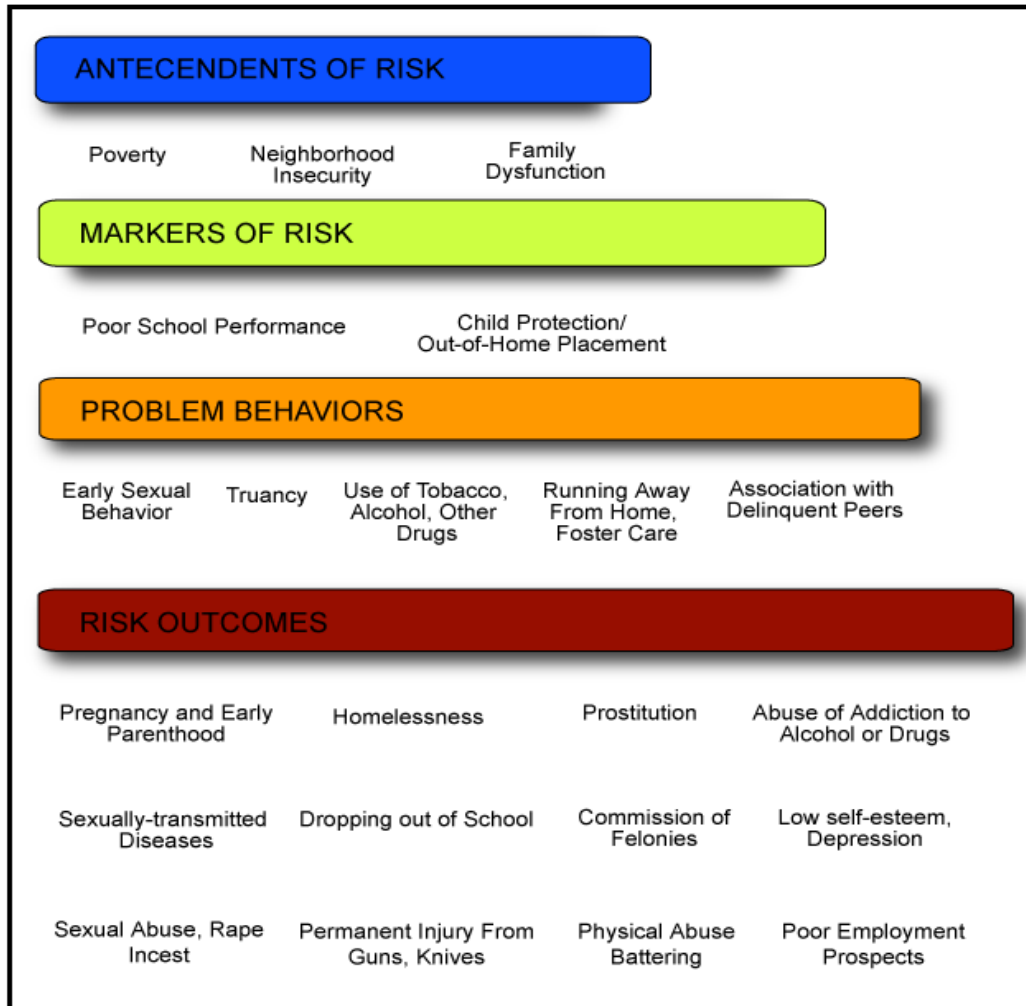 ANTECENDENTS OF RISK
Poverty
Neighborhood
Insecurity
Family
Dysfunction
MARKERS OF RISK
Poor School Performance
Child Protection/
Out-of-Home Placement
PROBLEM BEHAVIORS
Early Sexual
Behavior
Truancy
Use of Tobacco,
Alcohol, Other
Drugs
Running Away
From Home,
Foster Care
Association with
Delinquent Peers
RISK OUTCOMES
Pregnancy and Early
Parenthood
Homelessness
Prostitution
Abuse of Addiction to
Alcohol or Drugs
Sexually-transmitted
Diseases
Dropping out of School
Commission of
Felonies
Low self-esteem,
Depression
Sexual Abuse, Rape
Incest
Permanent Injury From
Guns, Knives
Physical Abuse
Battering
Poor Employment
Prospects